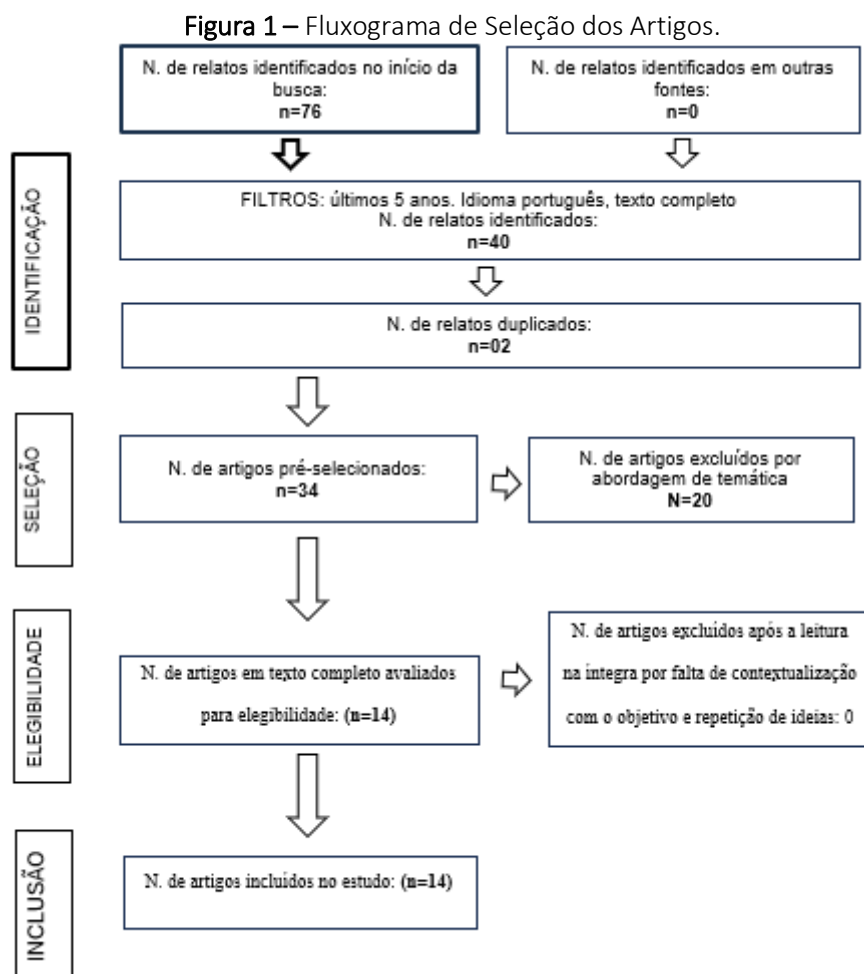 Figura 1 – Fluxograma de Seleção dos Artigos.
N. de relatos identificados no início da
busca:
n=76
N. de relatos identificados em outras
fontes:
n=0
IDENTIFICAÇÃO
FILTROS: últimos 5 anos. Idioma português, texto completo
N. de relatos identificados:
n=40
N. de relatos duplicados:
n=02
SELEÇÃO
N. de artigos pré-selecionados:
n=34
N. de artigos excluídos por
abordagem de temática
N=20
ELEGIBILIDADE
N. de artigos em texto completo avaliados
para elegibilidade: (n=14)
N. de artigos excluídos após a leitura
na íntegra por falta de contextualização
com o objetivo e repetição de ideias: 0
INCLUSÃO
N. de artigos incluídos no estudo: (n=14)